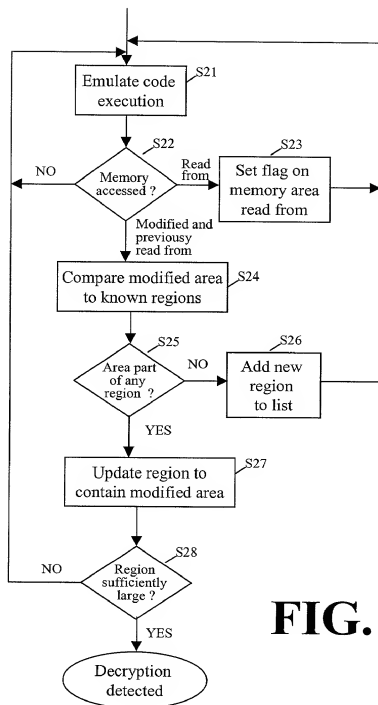 S21
Emulate code
execution
S22
NO
Memory
accessed ?
Read
from
S23
Set flag on
memory area
read from
Modified and
previousy
read from
S24
Compare modified area
to known regions
S25
Area part
of any
region ?
NO
S26
Add new
region
to list
YES
S27
Update region to
contain modified area
S28
NO
Region
sufficiently
large ?
YES
Decryption
detected
FIG.